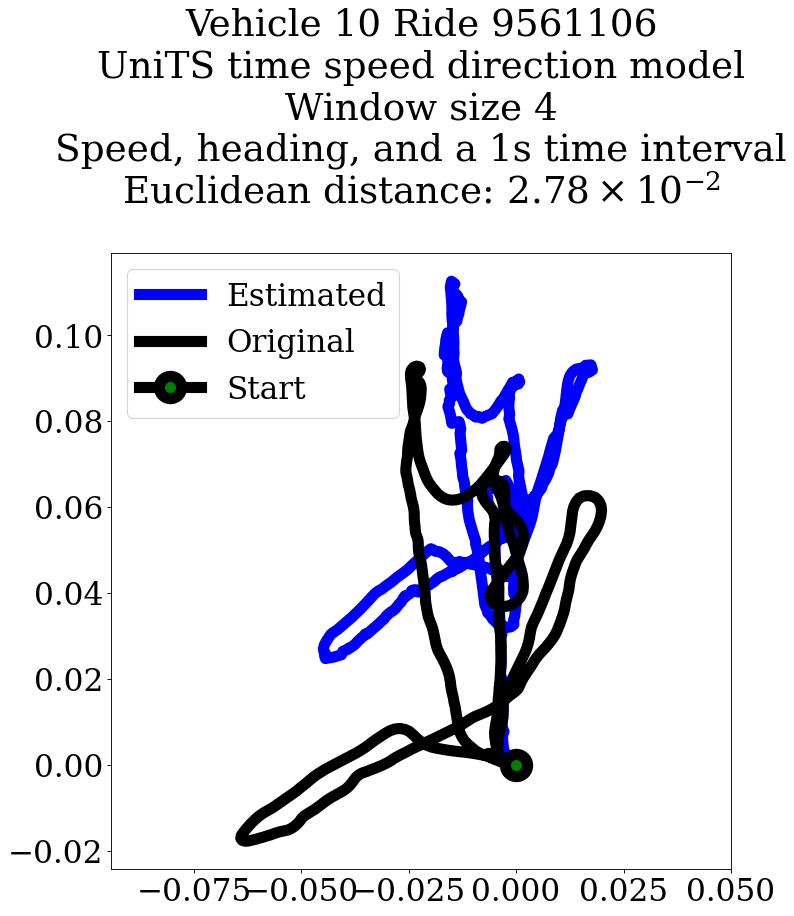 Vehicle 10 Ride 9561106
UniTS time speed direction model
Window size 4
Speed, heading, and a 1s time interval
Euclidean distance: 2.78 × 10⁻²
Estimated
Original
Start
0.10
0.08
0.06
0.04
0.02
0.00
−0.02
−0.075 −0.050 −0.025 0.000 0.025 0.050